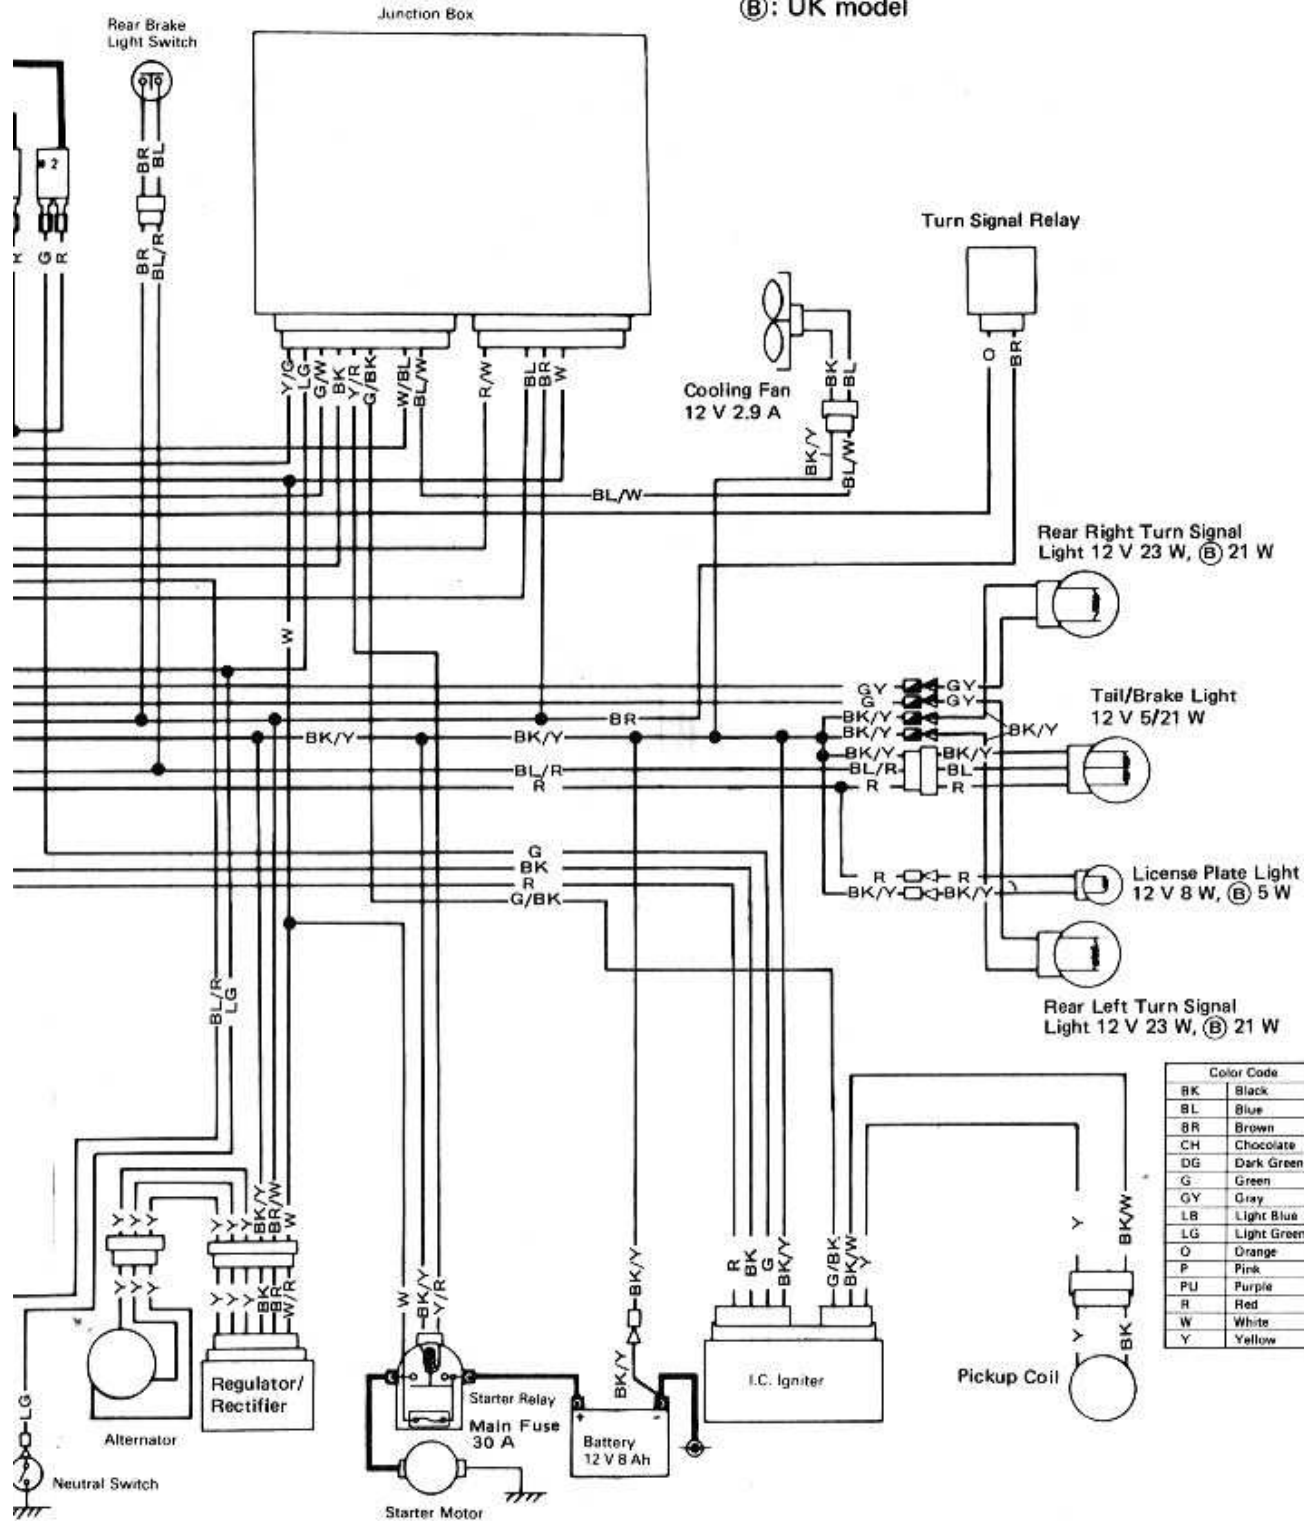 Ⓑ: UK model
Junction Box
Rear Brake
Light Switch
2
BR
BL
BR
BL/R
R
G
R
Turn Signal Relay
O
BR
Y/G
LG
G/W
BK
Y/R
G/BK
W/BL
BL/W
R/W
BL
BR
W
BK
BL
Cooling Fan
12 V 2.9 A
BK/Y
BL/W
BL/W
Rear Right Turn Signal
Light 12 V 23 W, Ⓑ 21 W
W
GY
GY
G
GY
BR
BK/Y
BK/Y
BK/Y
BK/Y
BK/Y
BK/Y
BK/Y
Tail/Brake Light
12 V 5/21 W
BL/R
BL/R
BL
R
R
R
G
BK
R
G/BK
R
R
BK/Y
BK/Y
License Plate Light
12 V 8 W, Ⓑ 5 W
BL/R
LG
Rear Left Turn Signal
Light 12 V 23 W, Ⓑ 21 W
Color Code
BK Black
BL Blue
BR Brown
CH Chocolate
DG Dark Green
G Green
GY Gray
LB Light Blue
LG Light Green
O Orange
P Pink
PU Purple
R Red
W White
Y Yellow
Y
Y
Y
Y
Y
Y
BK/Y
BR/W
W
Y
Y
Y
Y
Y
Y
BK
BR
W/R
W
BK/Y
Y/R
BK/Y
BK/Y
R
BK
G
BK/Y
G/BK
BK/W
Y
Y
BK/W
Y
BK
Regulator/
Rectifier
Alternator
LG
Neutral Switch
Starter Relay
Main Fuse
30 A
Starter Motor
+
-
Battery
12 V 8 Ah
I.C. Igniter
Pickup Coil